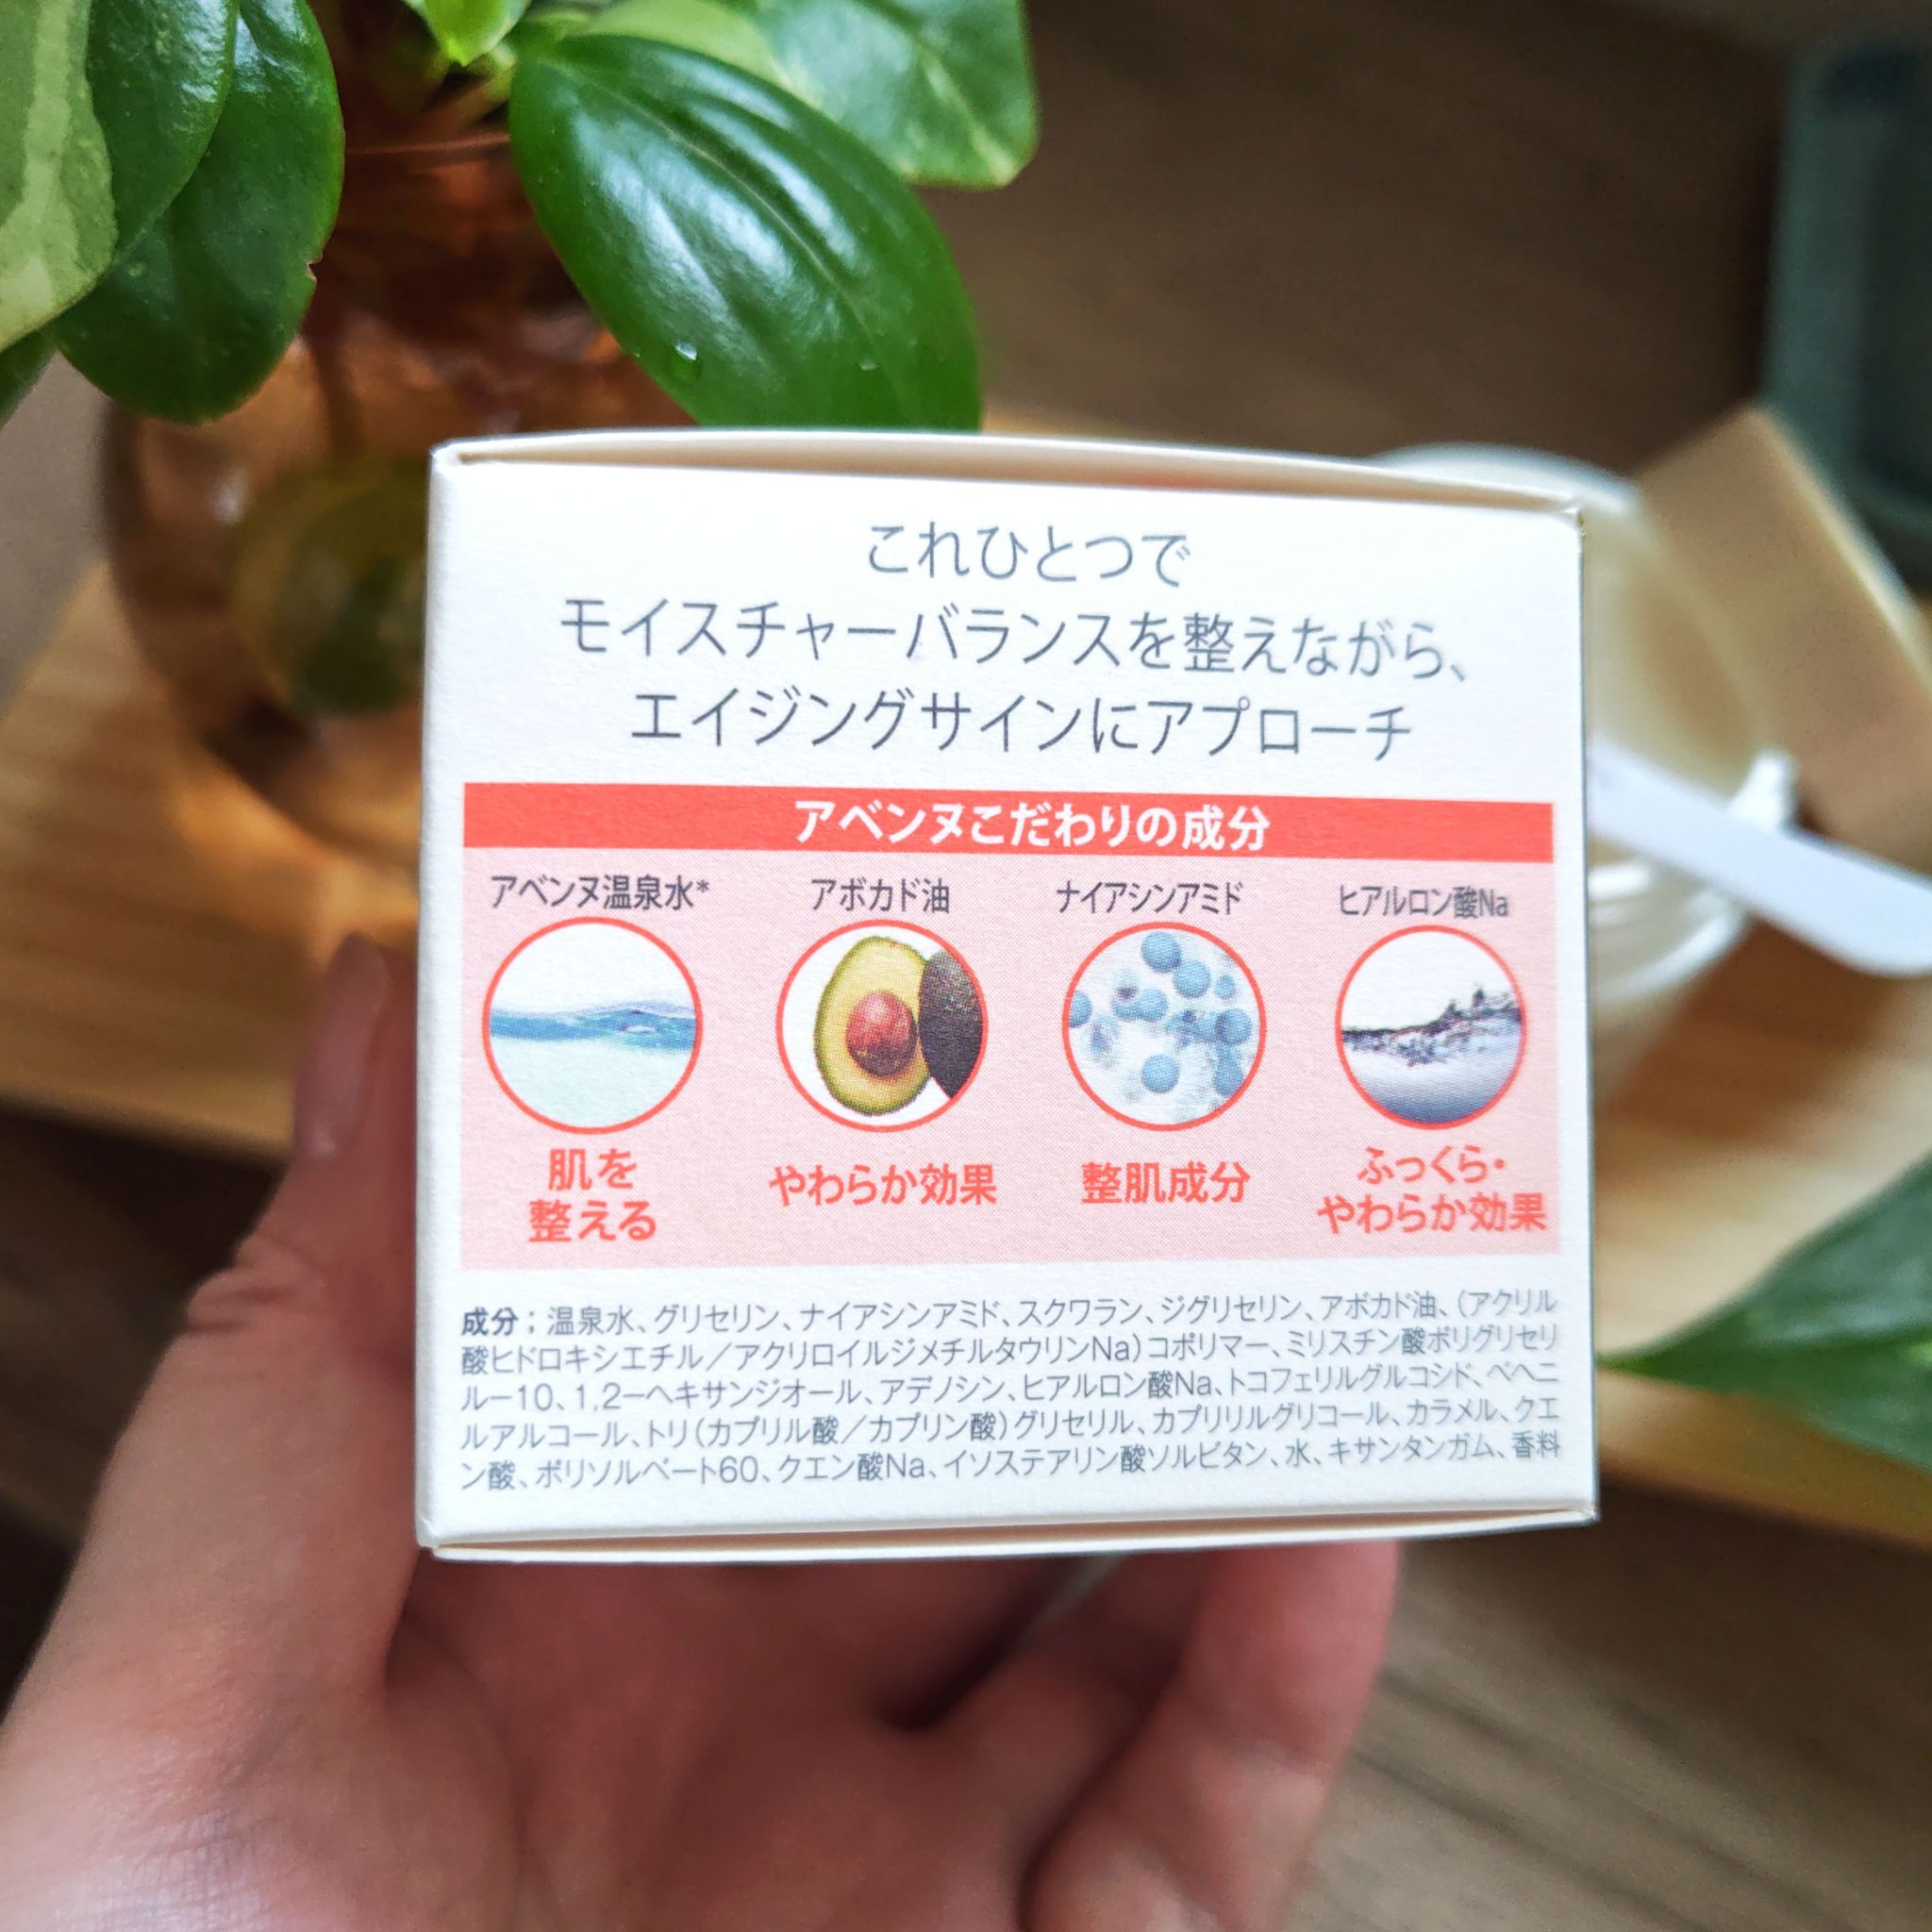 これひとつで
モイスチャーバランスを整えながら、
エイジングサインにアプローチ
アベンヌこだわりの成分
アベンヌ温泉水*
アボカド油
ナイアシンアミド
ヒアルロン酸Na
肌を
整える
やわらか効果
整肌成分
ふっくら・
やわらか効果
成分；温泉水、グリセリン、ナイアシンアミド、スクワラン、ジグリセリン、アボカド油、（アクリル
酸ヒドロキシエチル／アクリロイルジメチルタウリンNa）コポリマー、ミリスチン酸ポリグリセリ
ル－10、1,2－ヘキサンジオール、アデノシン、ヒアルロン酸Na、トコフェリルグルコシド、ベヘニ
ルアルコール、トリ（カプリル酸／カプリン酸）グリセリル、カプリリルグリコール、カラメル、クエ
ン酸、ポリソルベート60、クエン酸Na、イソステアリン酸ソルビタン、水、キサンタンガム、香料